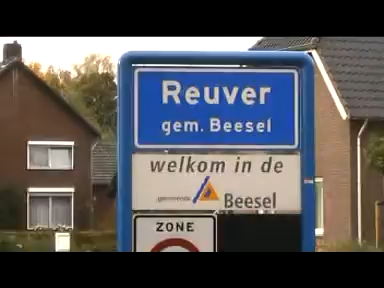 Reuver
gem. Beesel
welkom in de
gemeente Beesel
ZONE